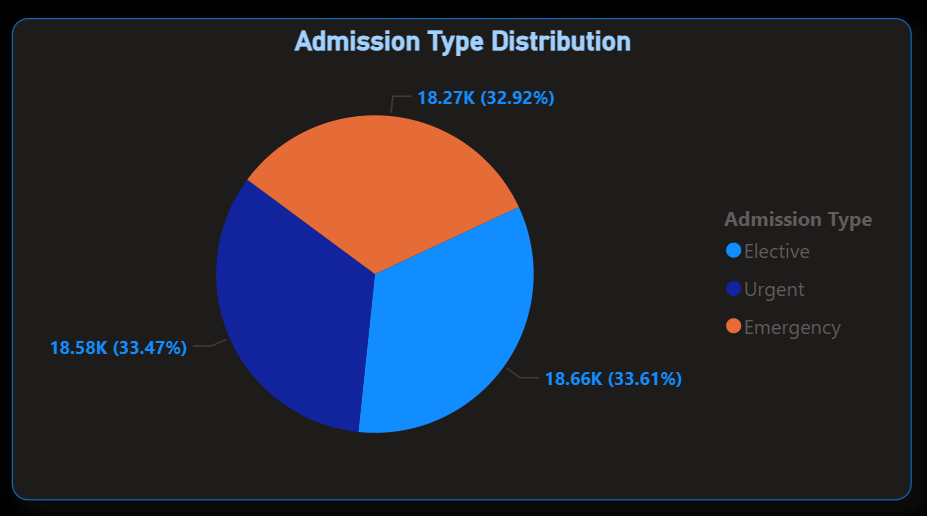 Admission Type Distribution
18.27K (32.92%)
Admission Type
Elective
Urgent
Emergency
18.58K (33.47%)
18.66K (33.61%)